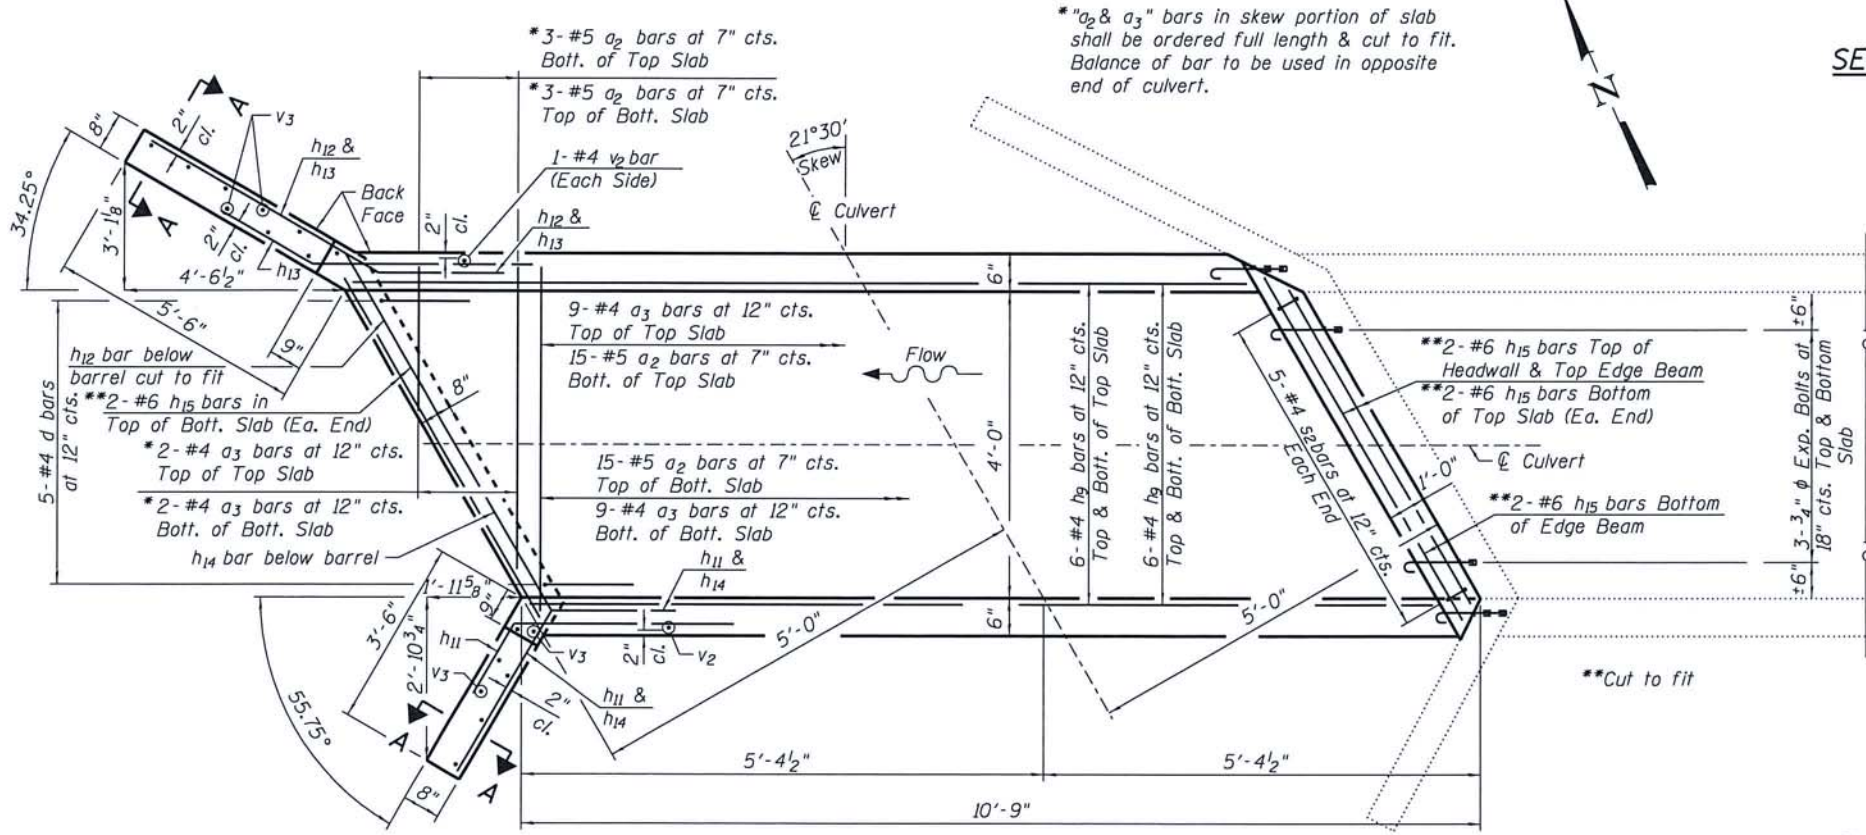 *"a2 & a3" bars in skew portion of slab
shall be ordered full length & cut to fit.
Balance of bar to be used in opposite
end of culvert.
SE
N
*3-#5 a2 bars at 7" cts.
Bott. of Top Slab
*3-#5 a2 bars at 7" cts.
Top of Bott. Slab
1-#4 v2 bar
(Each Side)
21°30'
Skew
℄ Culvert
A
A
8"
2"
cl.
v3
h12 &
h13
Back
Face
34.25°
3'-1 1/8"
2"
cl.
h13
4'-6 1/2"
5'-6"
9"
2"
cl.
h12 &
h13
6"
9-#4 a3 bars at 12" cts.
Top of Top Slab
15-#5 a2 bars at 7" cts.
Bott. of Top Slab
Flow
h12 bar below
barrel cut to fit
**2-#6 h15 bars in
Top of Bott. Slab (Ea. End)
*2-#4 a3 bars at 12" cts.
Top of Top Slab
*2-#4 a3 bars at 12" cts.
Bott. of Bott. Slab
h14 bar below barrel
5-#4 d bars
at 12" cts.
8"
15-#5 a2 bars at 7" cts.
Top of Bott. Slab
9-#4 a3 bars at 12" cts.
Bott. of Bott. Slab
4'-0"
6-#4 h9 bars at 12" cts.
Top & Bott. of Top Slab
6-#4 h9 bars at 12" cts.
Top & Bott. of Bott. Slab
5-#4 s2 bars at 12" cts.
Each End
**2-#6 h15 bars Top of
Headwall & Top Edge Beam
**2-#6 h15 bars Bottom
of Top Slab (Ea. End)
℄ Culvert
1'-0"
**2-#6 h15 bars Bottom
of Edge Beam
±6"
3-3/4" ϕ Exp. Bolts at
18" cts. Top & Bottom
Slab
±6"
h11 &
h14
1'-11 5/8"
9"
3'-6"
2'-10 3/4"
h11
v3
v3
2"
cl.
v2
6"
5'-0"
5'-0"
h11 &
h14
2"
cl.
55.75°
A
A
8"
**Cut to fit
5'-4 1/2"
5'-4 1/2"
10'-9"